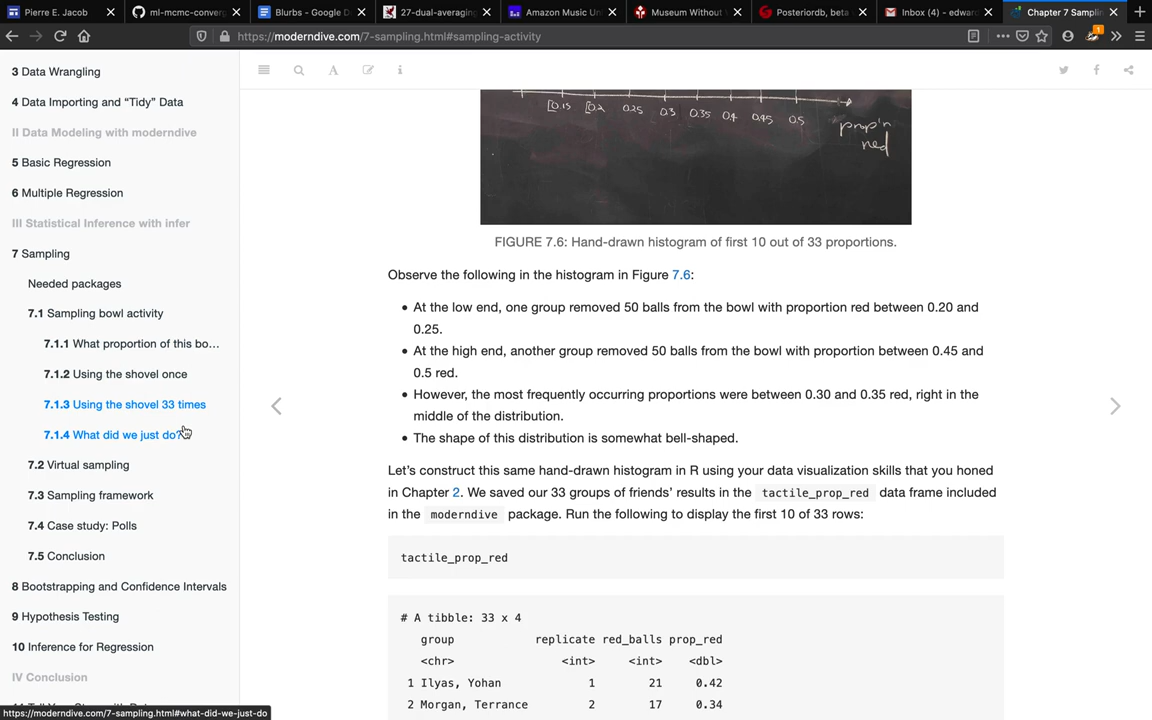 Pierre E. Jacob
ml-mcmc-converg
Blurbs - Google D
27-dual-averaging
Amazon Music Un
Museum Without
Posteriordb, beta
Inbox (4) - edward
Chapter 7 Samplin
https://moderndive.com/7-sampling.html#sampling-activity
1
3 Data Wrangling
4 Data Importing and “Tidy” Data
II Data Modeling with moderndive
5 Basic Regression
6 Multiple Regression
III Statistical Inference with infer
7 Sampling
Needed packages
7.1 Sampling bowl activity
7.1.1 What proportion of this bo…
7.1.2 Using the shovel once
7.1.3 Using the shovel 33 times
7.1.4 What did we just do?
7.2 Virtual sampling
7.3 Sampling framework
7.4 Case study: Polls
7.5 Conclusion
8 Bootstrapping and Confidence Intervals
9 Hypothesis Testing
10 Inference for Regression
IV Conclusion
https://moderndive.com/7-sampling.html#what-did-we-just-do
[0.15 [0.2 0.25 0.3 0.35 0.4 0.45 0.5
prop'n
red
FIGURE 7.6: Hand-drawn histogram of first 10 out of 33 proportions.
Observe the following in the histogram in Figure 7.6:
• At the low end, one group removed 50 balls from the bowl with proportion red between 0.20 and
0.25.
• At the high end, another group removed 50 balls from the bowl with proportion between 0.45 and
0.5 red.
• However, the most frequently occurring proportions were between 0.30 and 0.35 red, right in the
middle of the distribution.
• The shape of this distribution is somewhat bell-shaped.
Let’s construct this same hand-drawn histogram in R using your data visualization skills that you honed
in Chapter 2. We saved our 33 groups of friends’ results in the tactile_prop_red data frame included
in the moderndive package. Run the following to display the first 10 of 33 rows:
tactile_prop_red
# A tibble: 33 x 4
group replicate red_balls prop_red
<chr> <int> <int> <dbl>
1 Ilyas, Yohan 1 21 0.42
2 Morgan, Terrance 2 17 0.34